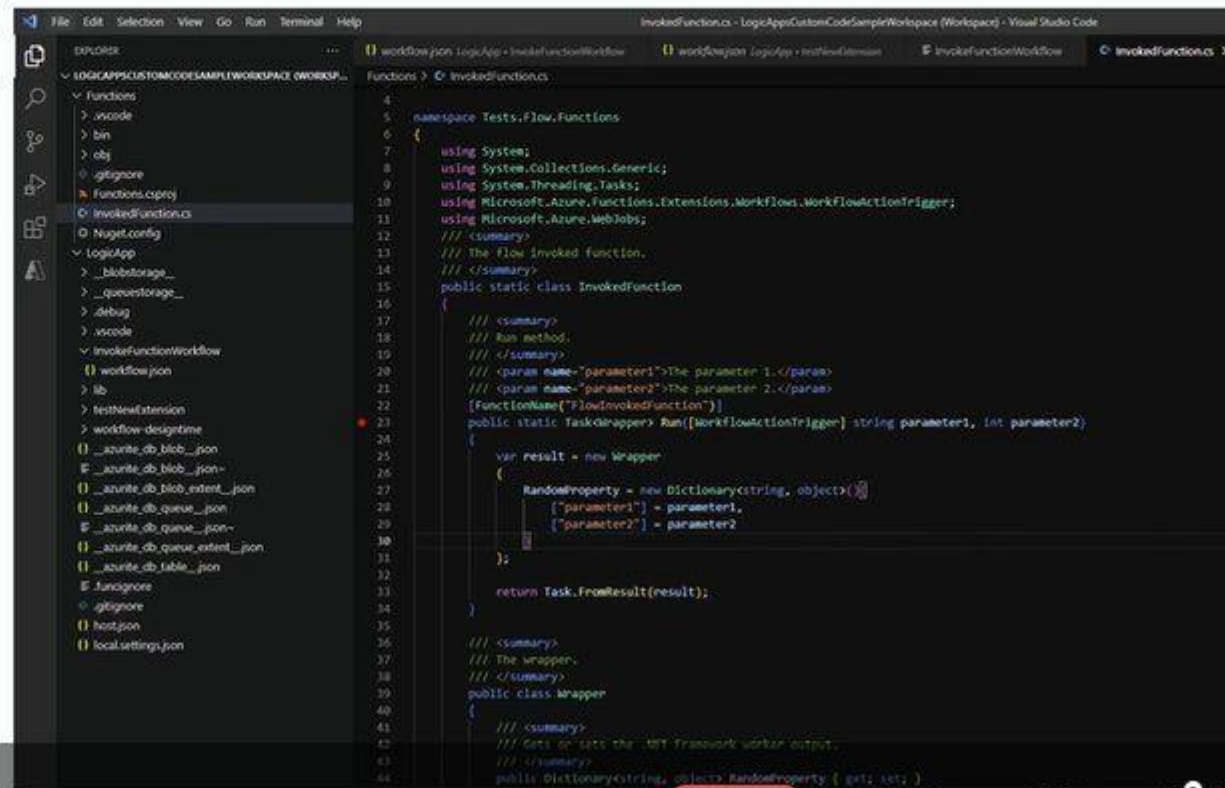 File Edit Selection View Go Run Terminal Help
InvokedFunction.cs - LogicAppsCustomCodeSampleWorkspace (Workspace) - Visual Studio Code
EXPLORER ...
{} workflow.json LogicApp • InvokeFunctionWorkflow
{} workflow.json LogicApp • testNewExtension
InvokeFunctionWorkflow
InvokedFunction.cs
LOGICAPPSCUSTOMCODESAMPLEWORKSPACE (WORKSP...
Functions
.vscode
bin
obj
.gitignore
Functions.csproj
InvokedFunction.cs
Nuget.config
LogicApp
__blobstorage__
__queuestorage__
.debug
.vscode
InvokeFunctionWorkflow
{} workflow.json
lib
testNewExtension
workflow-designtime
{} __azurite_db_blob__.json
__azurite_db_blob__.json~
{} __azurite_db_blob_extent__.json
{} __azurite_db_queue__.json
__azurite_db_queue__.json~
{} __azurite_db_queue_extent__.json
{} __azurite_db_table__.json
.funcignore
.gitignore
{} host.json
{} local.settings.json
Functions > InvokedFunction.cs
4
5 namespace Tests.Flow.Functions
6 {
7 using System;
8 using System.Collections.Generic;
9 using System.Threading.Tasks;
10 using Microsoft.Azure.Functions.Extensions.Workflows.WorkflowActionTrigger;
11 using Microsoft.Azure.WebJobs;
12 /// <summary>
13 /// The flow invoked function.
14 /// </summary>
15 public static class InvokedFunction
16 {
17 /// <summary>
18 /// Run method.
19 /// </summary>
20 /// <param name="parameter1">The parameter 1.</param>
21 /// <param name="parameter2">The parameter 2.</param>
22 [FunctionName("FlowInvokedFunction")]
23 public static Task<Wrapper> Run([WorkflowActionTrigger] string parameter1, int parameter2)
24 {
25 var result = new Wrapper
26 {
27 RandomProperty = new Dictionary<string, object>(){
28 ["parameter1"] = parameter1,
29 ["parameter2"] = parameter2
30 }
31 };
32
33 return Task.FromResult(result);
34 }
35
36 /// <summary>
37 /// The wrapper.
38 /// </summary>
39 public class Wrapper
40 {
41 /// <summary>
42 /// Gets or sets the .NET Framework worker output.
43 /// </summary>
44 public Dictionary<string, object> RandomProperty { get; set; }